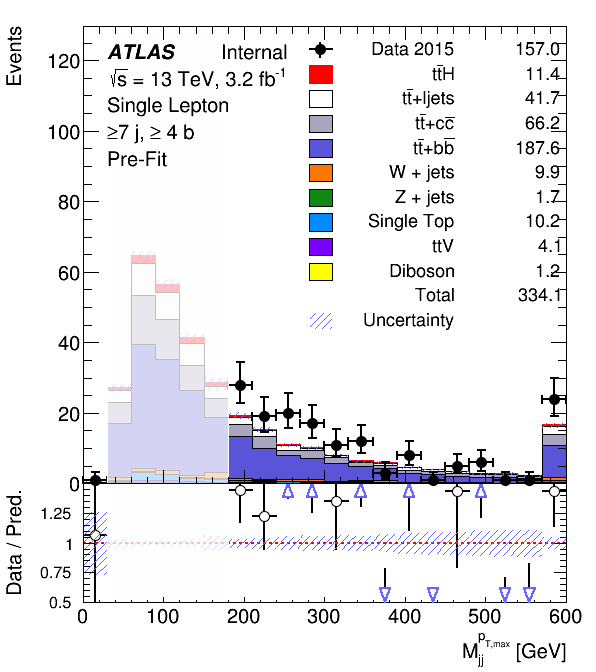 Events
ATLAS Internal
√s = 13 TeV, 3.2 fb⁻¹
Single Lepton
≥7 j, ≥ 4 b
Pre-Fit
Data 2015 157.0
tt̄H 11.4
tt̄+ljets 41.7
tt̄+cc̄ 66.2
tt̄+bb̄ 187.6
W + jets 9.9
Z + jets 1.7
Single Top 10.2
ttV 4.1
Diboson 1.2
Total 334.1
Uncertainty
120
100
80
60
40
20
0
Data / Pred.
1.25
1
0.75
0.5
0 100 200 300 400 500 600
M_jj^{p_{T,max}} [GeV]